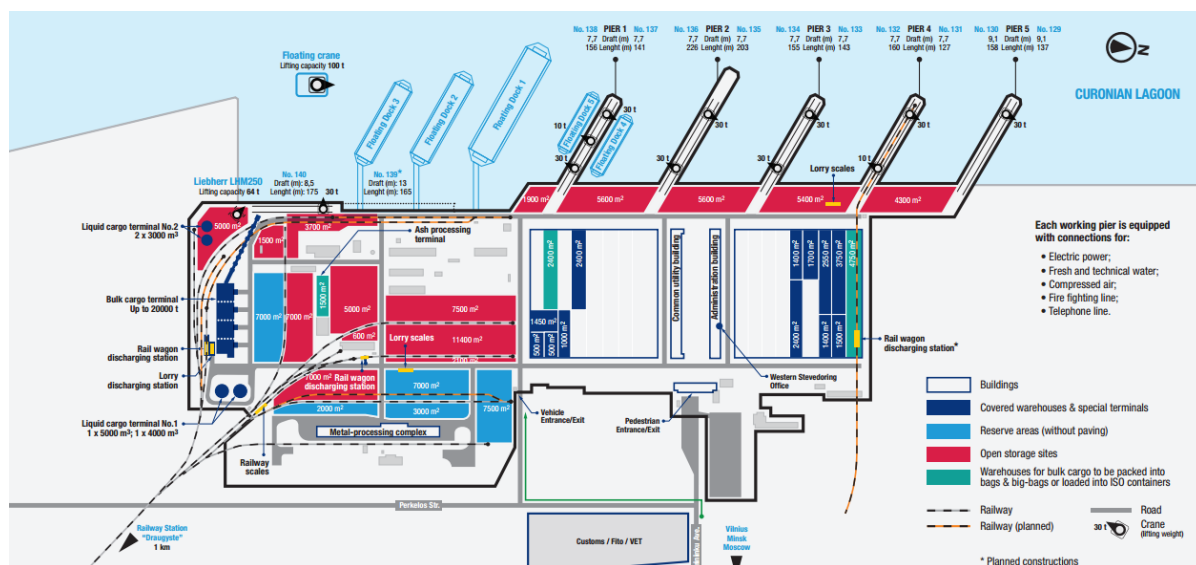 No. 138 PIER 1 No. 137
7,7 Draft (m) 7,7
156 Lenght (m) 141
No. 136 PIER 2 No. 135
7,7 Draft (m) 7,7
226 Lenght (m) 203
No. 134 PIER 3 No. 133
7,7 Draft (m) 7,7
155 Lenght (m) 143
No. 132 PIER 4 No. 131
7,7 Draft (m) 7,7
160 Lenght (m) 127
No. 130 PIER 5 No. 129
9,1 Draft (m) 9,1
158 Lenght (m) 137
N
CURONIAN LAGOON
Floating crane
Lifting capacity 100 t
Floating Dock 3
Floating Dock 2
Floating Dock 1
Floating Dock 5
Floating Dock 4
30 t
10 t
30 t
30 t
30 t
30 t
30 t
30 t
10 t
30 t
Lorry scales
Liebherr LHM250
Lifting capacity 64 t
No. 140
Draft (m): 8,5
Lenght (m): 175
30 t
No. 139*
Draft (m): 13
Lenght (m): 165
1900 m²
5600 m²
5600 m²
5400 m²
4300 m²
Liquid cargo terminal No.2
2 x 3000 m³
5000 m²
3700 m²
1500 m²
Ash processing
terminal
Bulk cargo terminal
Up to 20000 t
7000 m²
7000 m²
1500 m²
5000 m²
600 m²
7500 m²
11400 m²
2400 m²
2400 m²
1450 m²
500 m²
500 m²
1000 m²
Common utility building
Administration building
1400 m²
1700 m²
2550 m²
3750 m²
4750 m²
2400 m²
1400 m²
1500 m²
Rail wagon
discharging station
Lorry
discharging station
Lorry scales
Rail wagon
discharging station
7000 m²
2000 m²
7000 m²
3000 m²
7500 m²
Liquid cargo terminal No.1
1 x 5000 m³; 1 x 4000 m³
Metal-processing complex
Railway
scales
Vehicle
Entrance/Exit
Pedestrian
Entrance/Exit
Western Stevedoring
Office
Rail wagon
discharging station*
Perkelos Str.
Railway Station
"Draugyste"
1 km
Customs / Fito / VET
Vilnius
Minsk
Moscow
Each working pier is equipped
with connections for:
• Electric power;
• Fresh and technical water;
• Compressed air;
• Fire fighting line;
• Telephone line.
Buildings
Covered warehouses & special terminals
Reserve areas (without paving)
Open storage sites
Warehouses for bulk cargo to be packed into
bags & big-bags or loaded into ISO containers
Railway
Railway (planned)
Road
30 t
Crane
(lifting weight)
* Planned constructions